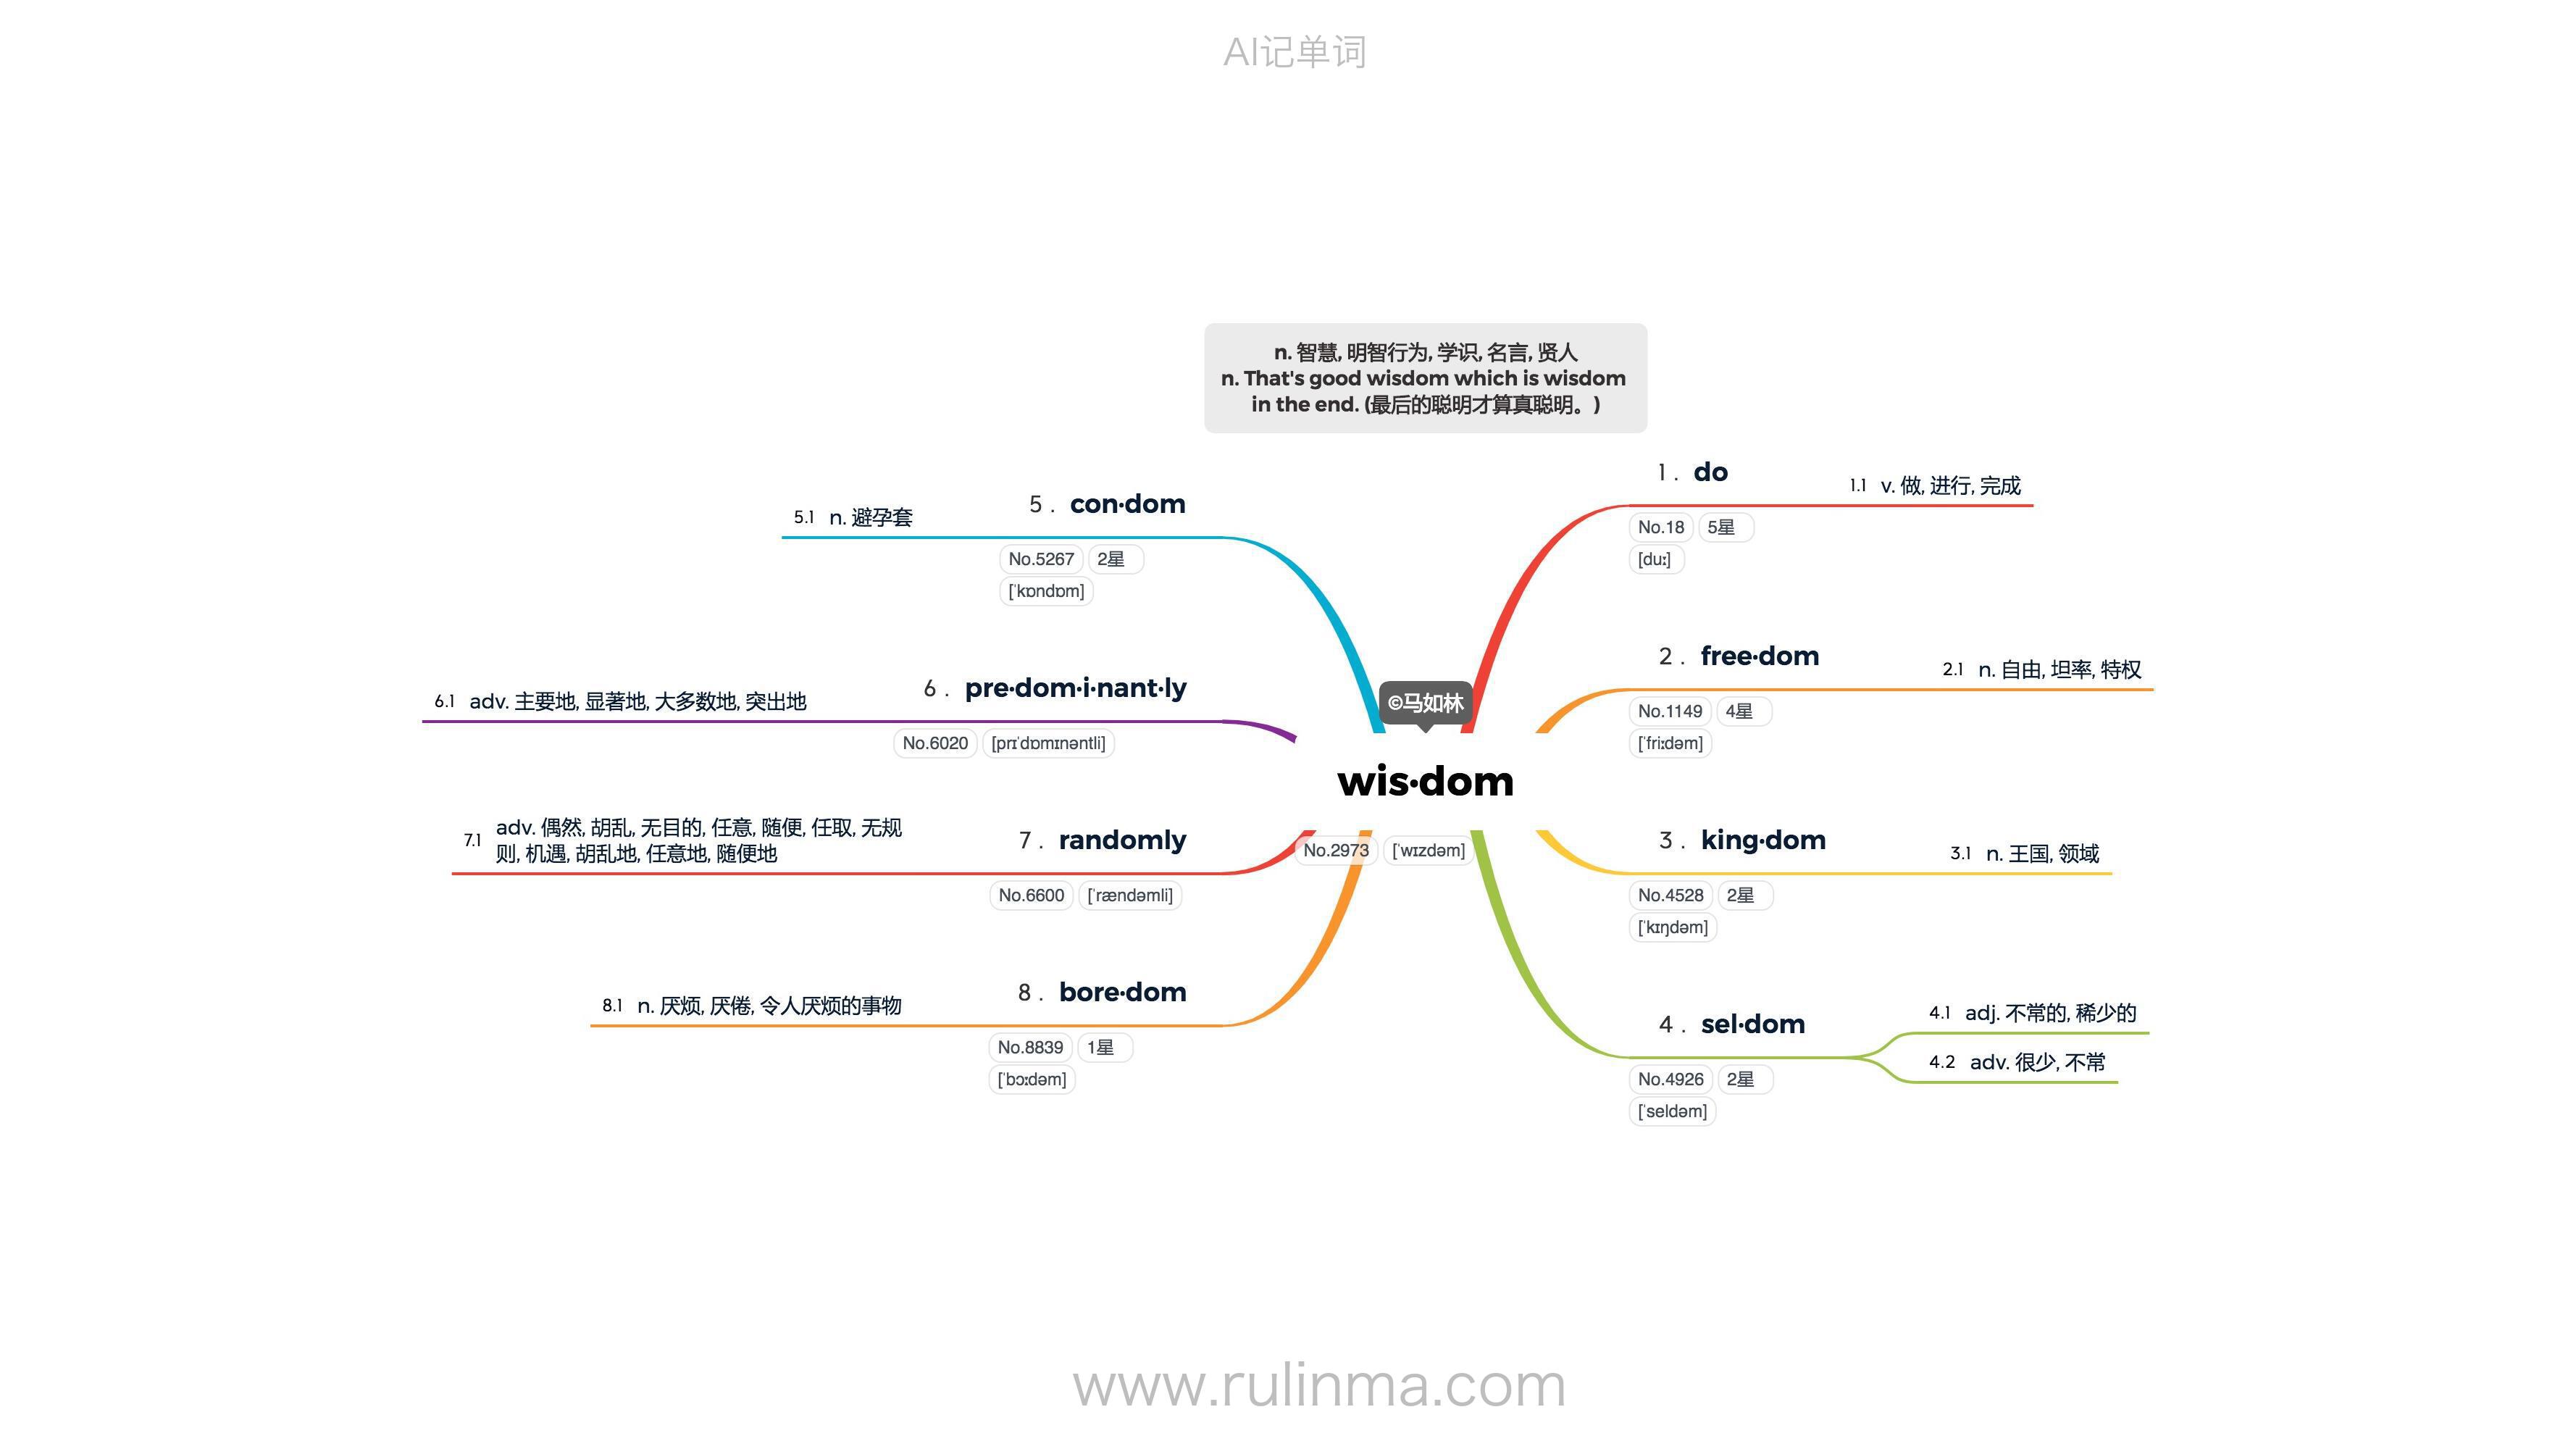 AI记单词
n. 智慧, 明智行为, 学识, 名言, 贤人
n. That's good wisdom which is wisdom
in the end. (最后的聪明才算真聪明。)
©马如林
wis·dom
No.2973 [ˈwɪzdəm]
1 . do
1.1 v. 做, 进行, 完成
No.18 5星
[duː]
2 . free·dom
2.1 n. 自由, 坦率, 特权
No.1149 4星
[ˈfriːdəm]
3 . king·dom
3.1 n. 王国, 领域
No.4528 2星
[ˈkɪŋdəm]
4 . sel·dom
4.1 adj. 不常的, 稀少的
4.2 adv. 很少, 不常
No.4926 2星
[ˈseldəm]
5 . con·dom
5.1 n. 避孕套
No.5267 2星
[ˈkɒndɒm]
6 . pre·dom·i·nant·ly
6.1 adv. 主要地, 显著地, 大多数地, 突出地
No.6020 [prɪˈdɒmɪnəntli]
7 . randomly
7.1 adv. 偶然, 胡乱, 无目的, 任意, 随便, 任取, 无规
则, 机遇, 胡乱地, 任意地, 随便地
No.6600 [ˈrændəmli]
8 . bore·dom
8.1 n. 厌烦, 厌倦, 令人厌烦的事物
No.8839 1星
[ˈbɔːdəm]
www.rulinma.com